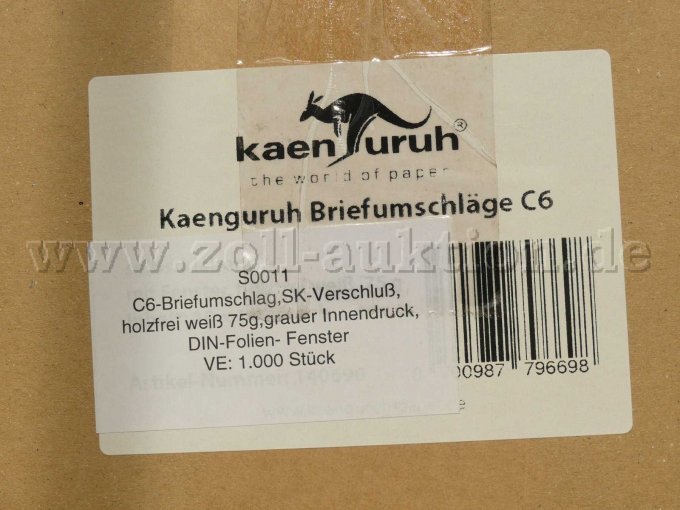 kaenguruh®
the world of paper
Kaenguruh Briefumschläge C6
www.zoll-auktion.de
S0011
C6-Briefumschlag,SK-Verschluß,
holzfrei weiß 75g,grauer Innendruck,
DIN-Folien- Fenster
VE: 1.000 Stück
00987 796698